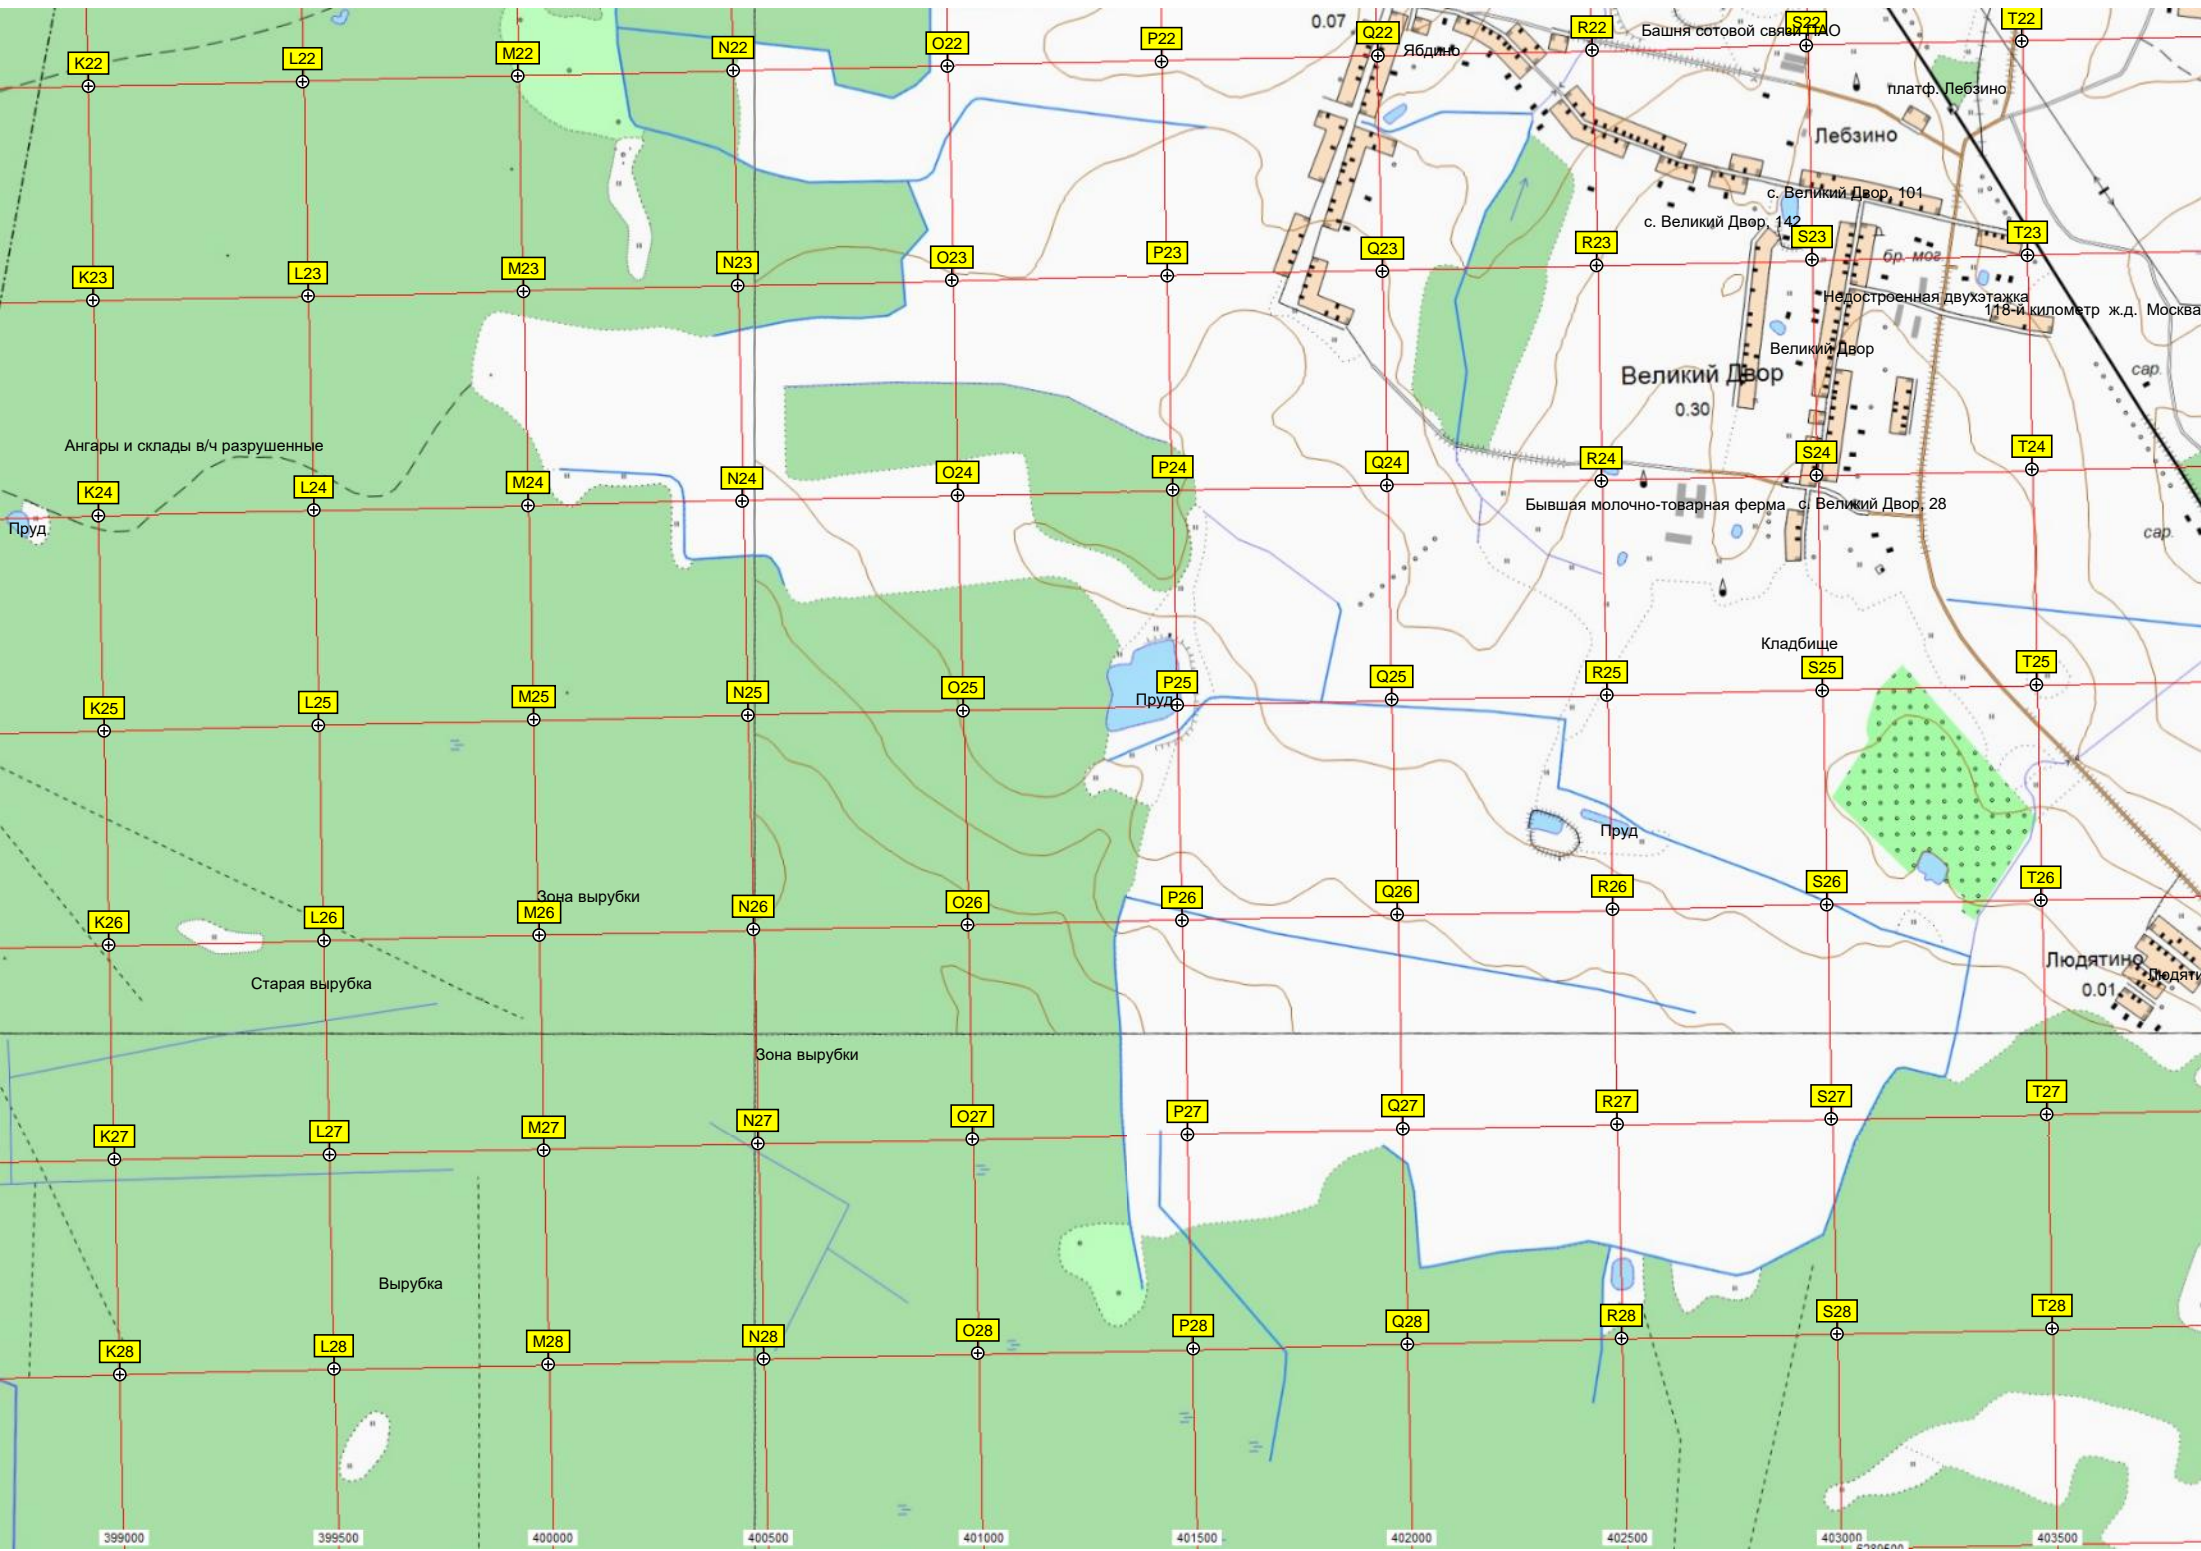 0.07
K22 L22 M22 N22 O22 P22 Q22 R22 S22 T22
Ябдино
Башня сотовой связи ПАО
платф. Лебзино
Лебзино
с. Великий Двор, 101
с. Великий Двор, 142
K23 L23 M23 N23 O23 P23 Q23 R23 S23 T23
бр. мог
Недостроенная двухэтажка
118-й километр ж.д. Москва
Великий Двор
Великий Двор
0.30
сар.
Ангары и склады в/ч разрушенные
K24 L24 M24 N24 O24 P24 Q24 R24 S24 T24
Бывшая молочно-товарная ферма
с. Великий Двор, 28
Пруд
сар.
Кладбище
K25 L25 M25 N25 O25 P25 Q25 R25 S25 T25
Пруд
Пруд
Зона вырубки
K26 L26 M26 N26 O26 P26 Q26 R26 S26 T26
Людятино
Людяти
Старая вырубка
0.01
Зона вырубки
K27 L27 M27 N27 O27 P27 Q27 R27 S27 T27
Вырубка
K28 L28 M28 N28 O28 P28 Q28 R28 S28 T28
399000 399500 400000 400500 401000 401500 402000 402500 403000 403500